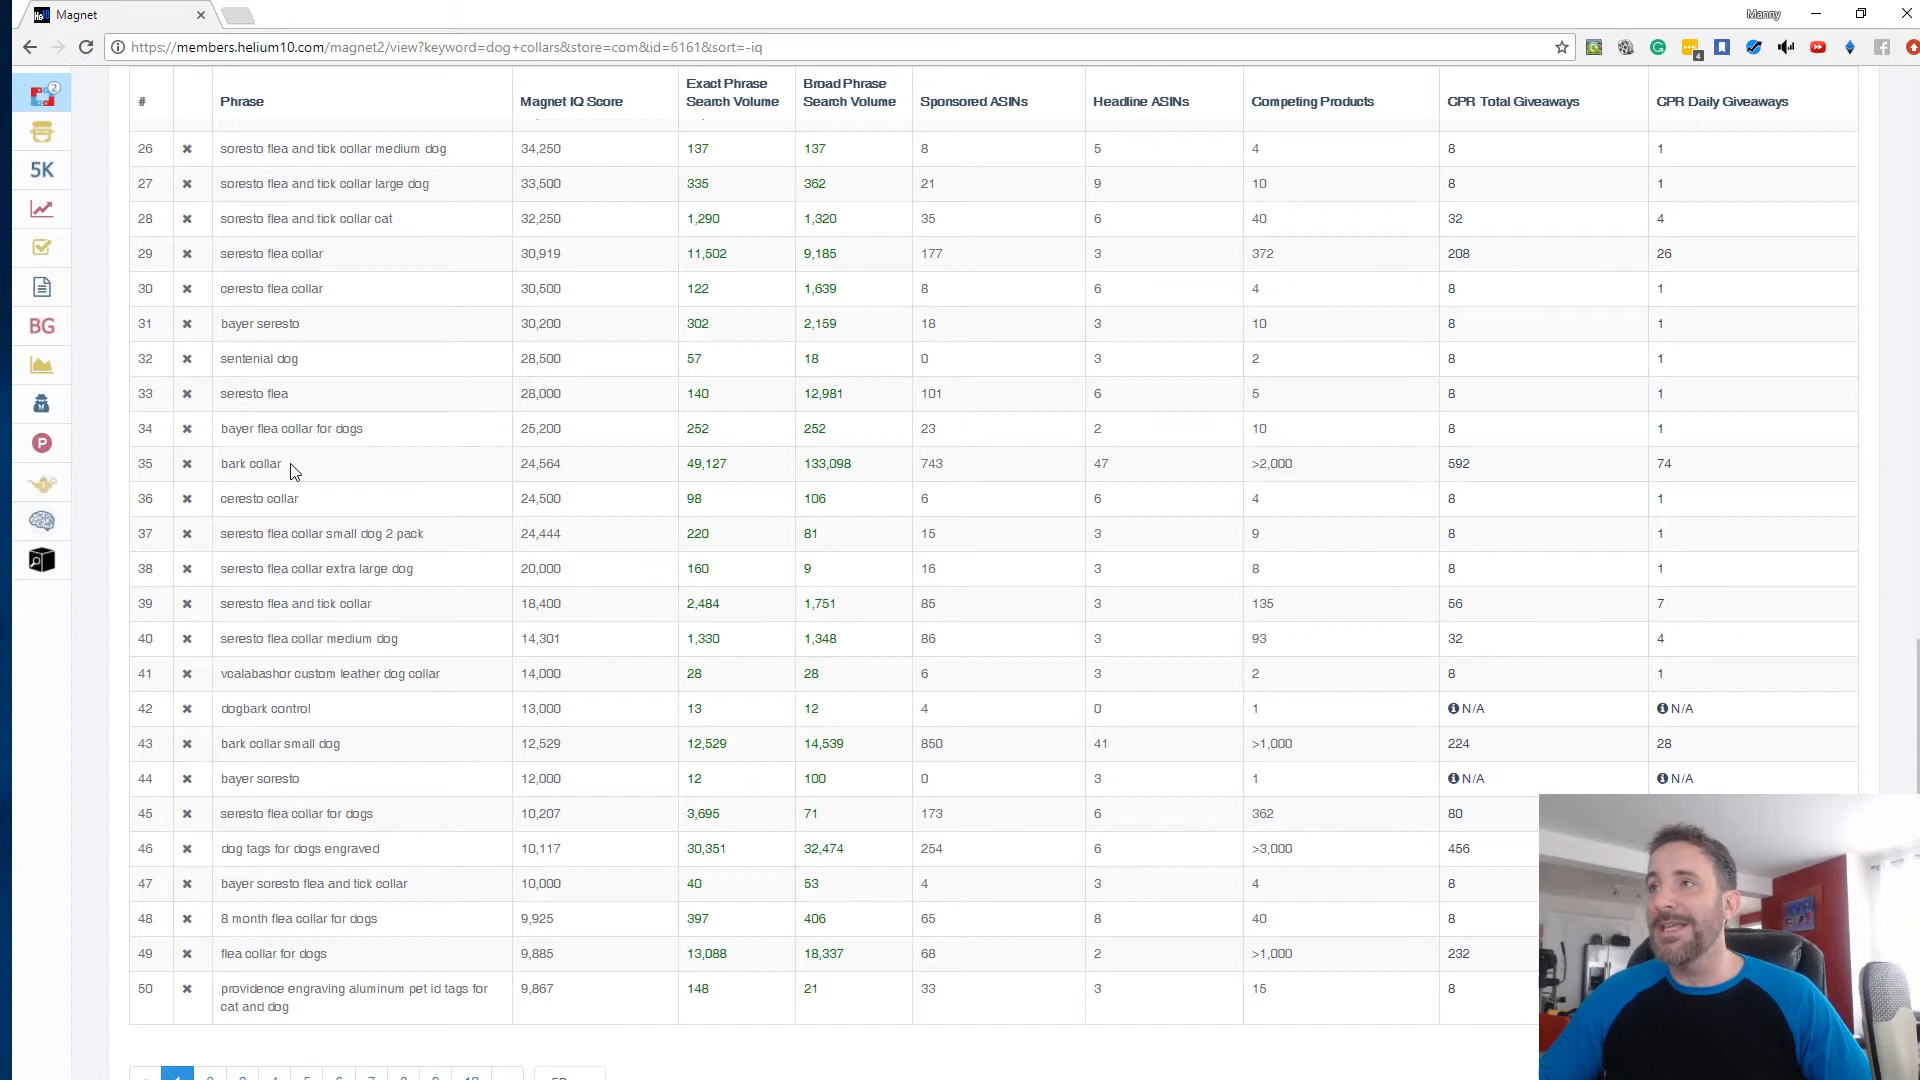 Magnet
Manny
https://members.helium10.com/magnet2/view?keyword=dog+collars&store=com&id=6161&sort=-iq
4
2
5K
BG
P
# Phrase Magnet IQ Score Exact Phrase Search Volume Broad Phrase Search Volume Sponsored ASINs Headline ASINs Competing Products CPR Total Giveaways CPR Daily Giveaways
26 soresto flea and tick collar medium dog 34,250 137 137 8 5 4 8 1
27 soresto flea and tick collar large dog 33,500 335 362 21 9 10 8 1
28 soresto flea and tick collar cat 32,250 1,290 1,320 35 6 40 32 4
29 seresto flea collar 30,919 11,502 9,185 177 3 372 208 26
30 ceresto flea collar 30,500 122 1,639 8 6 4 8 1
31 bayer seresto 30,200 302 2,159 18 3 10 8 1
32 sentenial dog 28,500 57 18 0 3 2 8 1
33 seresto flea 28,000 140 12,981 101 6 5 8 1
34 bayer flea collar for dogs 25,200 252 252 23 2 10 8 1
35 bark collar 24,564 49,127 133,098 743 47 >2,000 592 74
36 ceresto collar 24,500 98 106 6 6 4 8 1
37 seresto flea collar small dog 2 pack 24,444 220 81 15 3 9 8 1
38 seresto flea collar extra large dog 20,000 160 9 16 3 8 8 1
39 seresto flea and tick collar 18,400 2,484 1,751 85 3 135 56 7
40 seresto flea collar medium dog 14,301 1,330 1,348 86 3 93 32 4
41 vcalabashor custom leather dog collar 14,000 28 28 6 3 2 8 1
42 dogbark control 13,000 13 12 4 0 1 N/A N/A
43 bark collar small dog 12,529 12,529 14,539 850 41 >1,000 224 28
44 bayer soresto 12,000 12 100 0 3 1 N/A N/A
45 seresto flea collar for dogs 10,207 3,695 71 173 6 362 80
46 dog tags for dogs engraved 10,117 30,351 32,474 254 6 >3,000 456
47 bayer soresto flea and tick collar 10,000 40 53 4 3 4 8
48 8 month flea collar for dogs 9,925 397 406 65 8 40 8
49 flea collar for dogs 9,885 13,088 18,337 68 2 >1,000 232
50 providence engraving aluminum pet id tags for 9,867 148 21 33 3 15 8
cat and dog